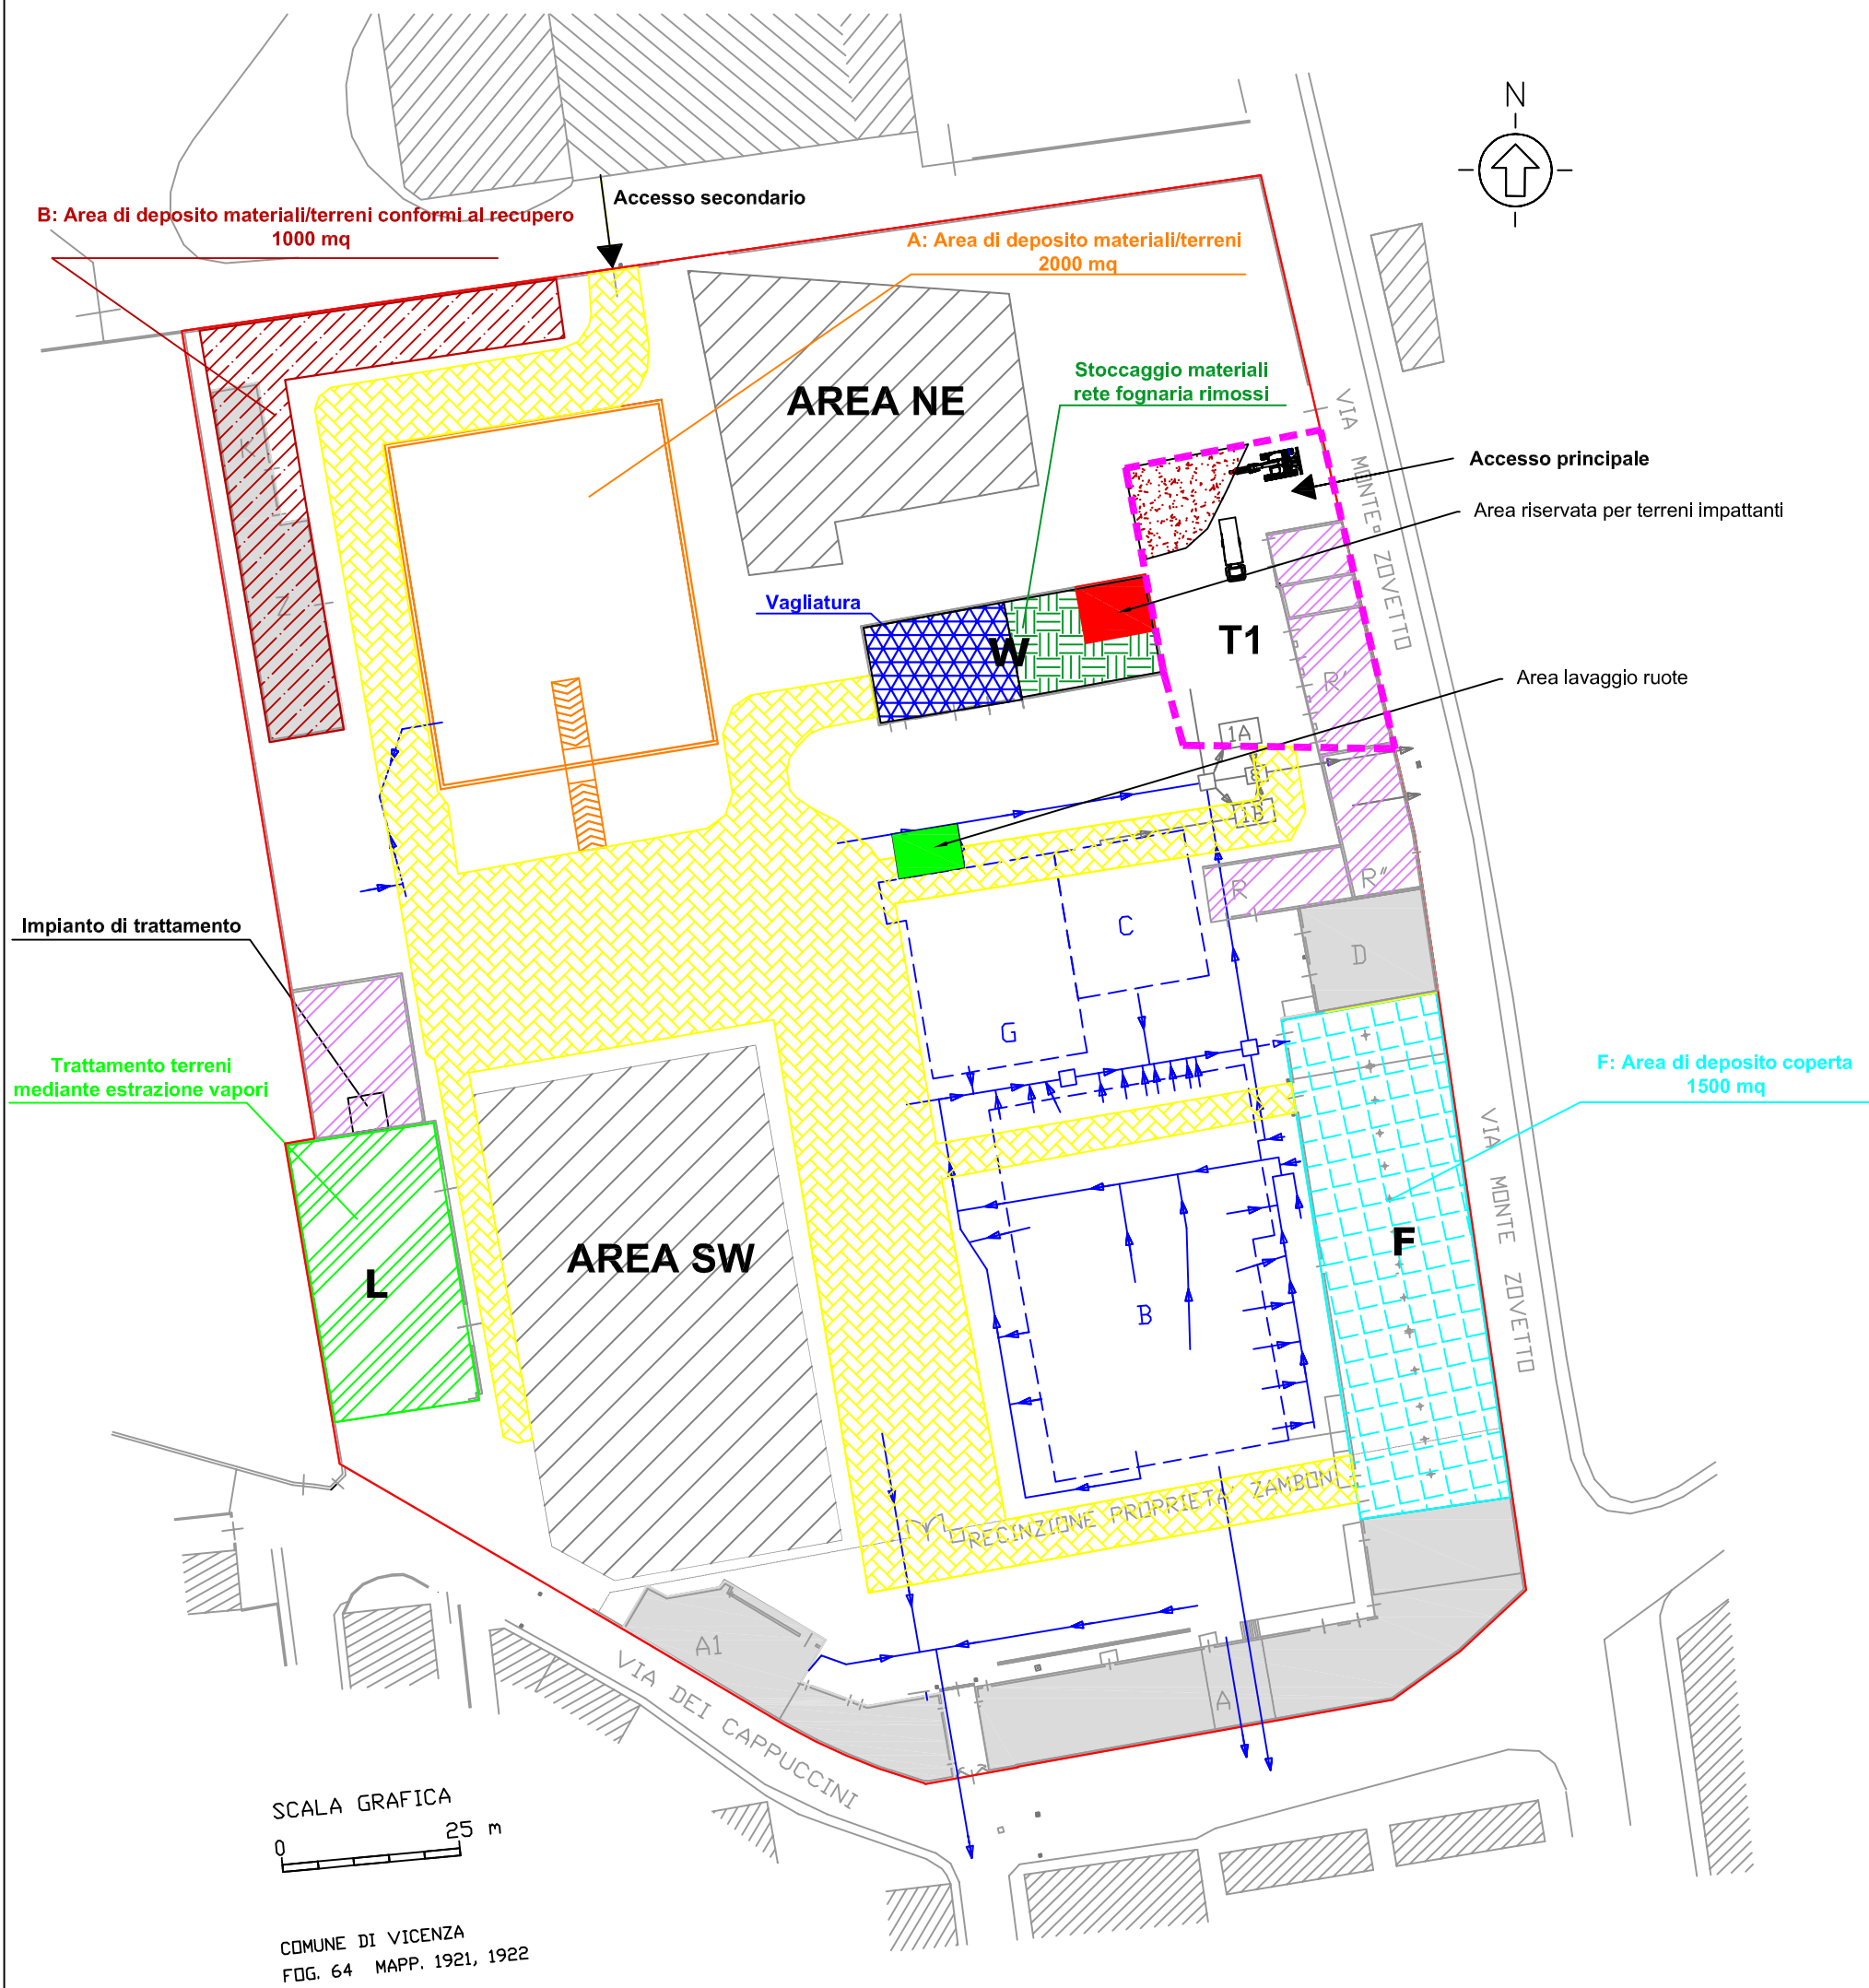 N
Accesso secondario
B: Area di deposito materiali/terreni conformi al recupero
1000 mq
A: Area di deposito materiali/terreni
2000 mq
AREA NE
Stoccaggio materiali
rete fognaria rimossi
VIA MONTE ZOVETTO
Accesso principale
Area riservata per terreni impattanti
K
Z
Vagliatura
W
T1
R'
Area lavaggio ruote
1A
8
1B
R
R"
Impianto di trattamento
C
D
G
Trattamento terreni
mediante estrazione vapori
F: Area di deposito coperta
1500 mq
VIA MONTE ZOVETTO
F
AREA SW
L
B
RECINZIONE PROPRIETA' ZAMBON
A1
A
VIA DEI CAPPUCCINI
SCALA GRAFICA
0 25 m
COMUNE DI VICENZA
FOG. 64 MAPP. 1921, 1922